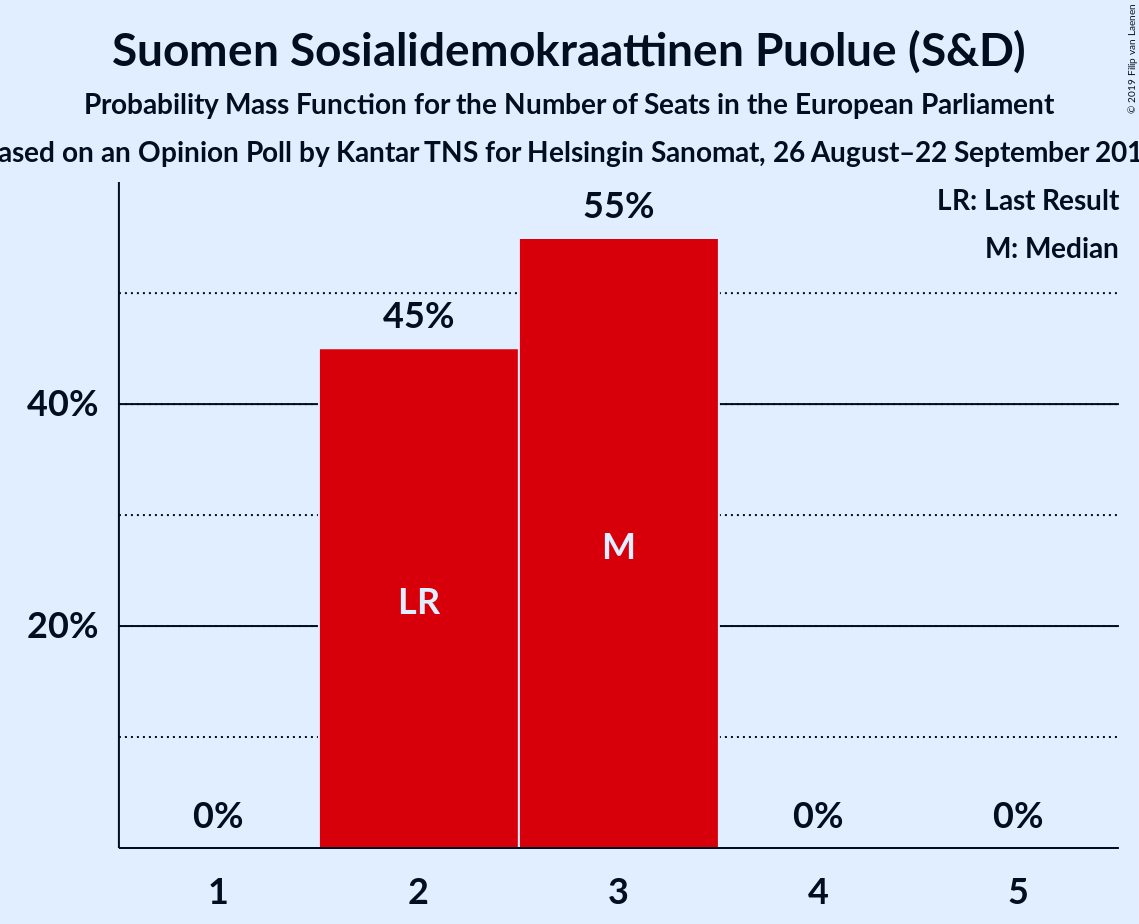 Suomen Sosialidemokraattinen Puolue (S&D)
Probability Mass Function for the Number of Seats in the European Parliament
ased on an Opinion Poll by Kantar TNS for Helsingin Sanomat, 26 August–22 September 201
© 2019 Filip van Laenen
LR: Last Result
M: Median
55%
45%
40%
M
LR
20%
0%
0%
0%
1
2
3
4
5